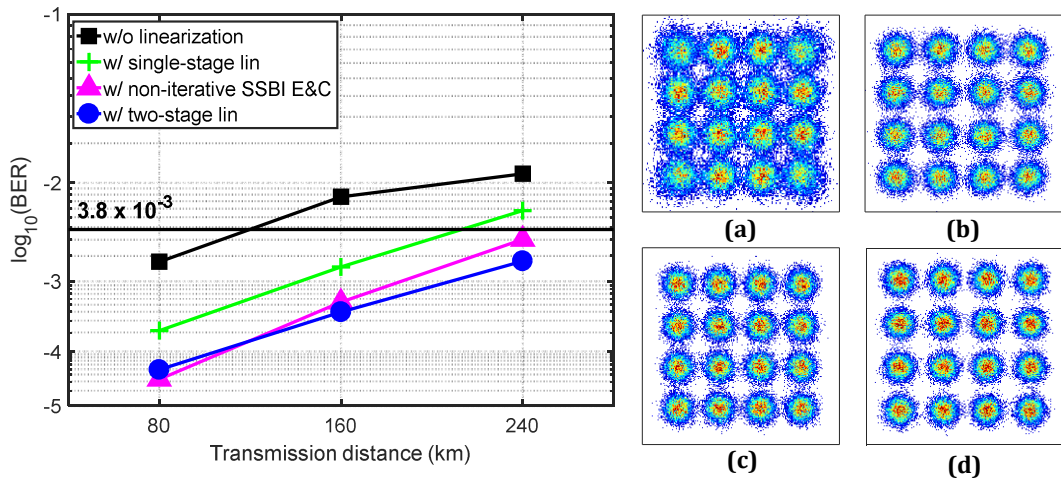 -1
w/o linearization
w/ single-stage lin
w/ non-iterative SSBI E&C
w/ two-stage lin
-2
3.8 x 10-3
-3
-4
-5
log10(BER)
80
160
240
Transmission distance (km)
(a)
(b)
(c)
(d)